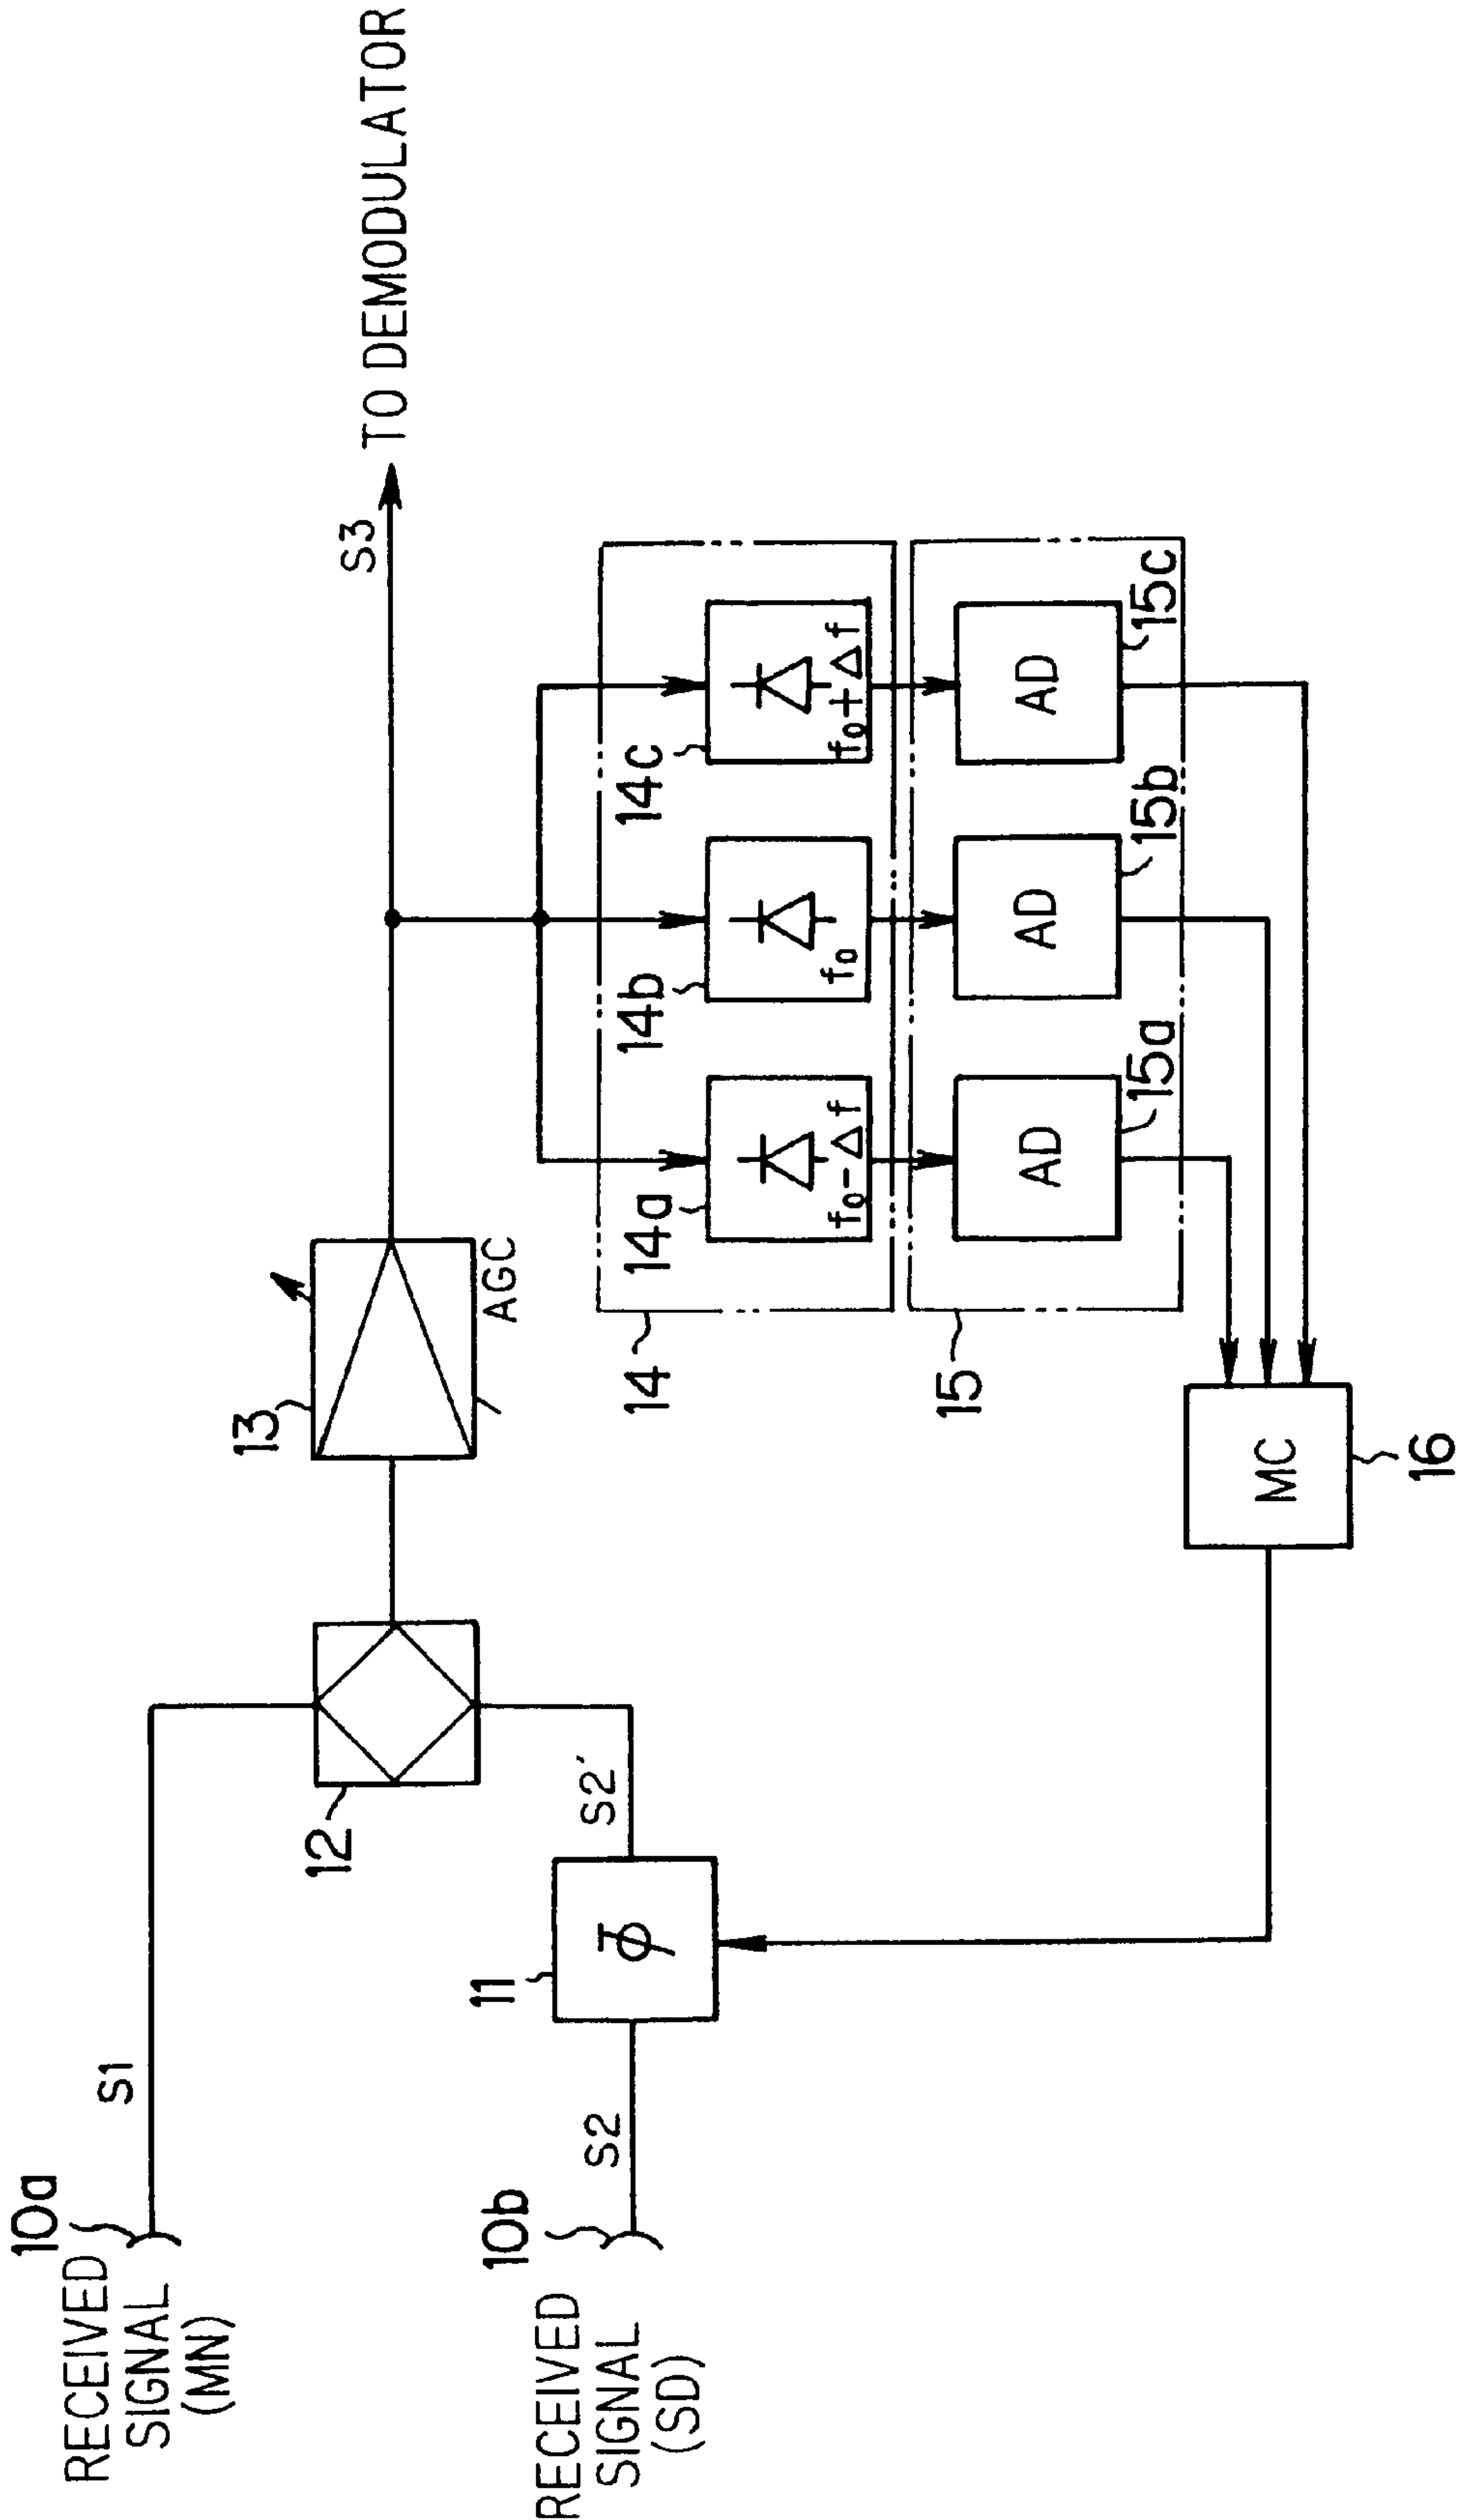 RECEIVED
SIGNAL
(MN)
10a
S1
RECEIVED
SIGNAL
(SD)
10b
S2
11
ϕ
S2′
12
13
AGC
S3
TO DEMODULATOR
14
14a
f₀-Δf
14b
f₀
14c
f₀+Δf
15
AD
15a
AD
15b
AD
15c
MC
16